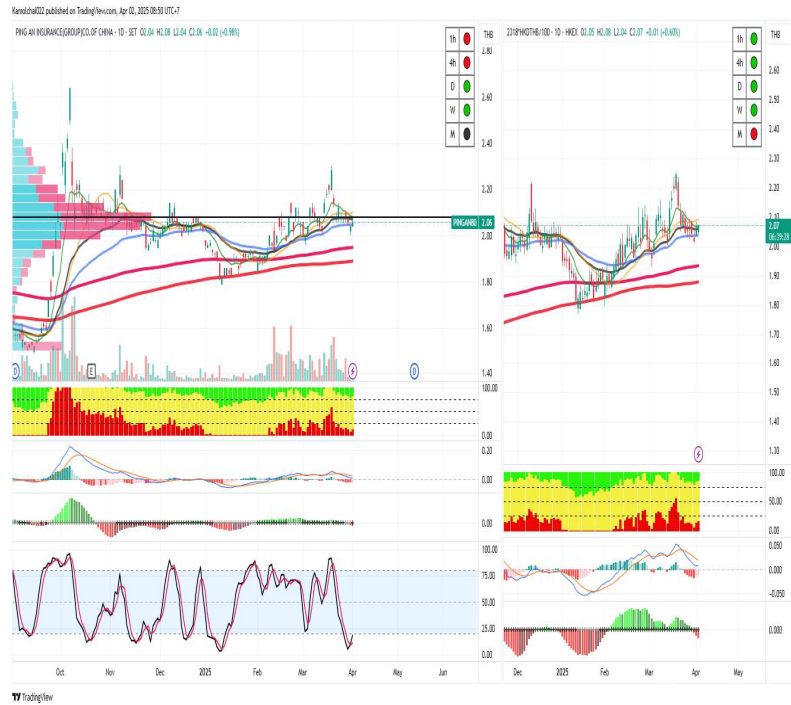 Kamolchai022 published on TradingView.com, Apr 02, 2025 08:50 UTC+7
PING AN INSURANCE(GROUP)CO.OF CHINA · 1D · SET O2.04 H2.08 L2.04 C2.06 +0.02 (+0.98%)
THB
1h
4h
D
W
M
2.80
2.60
2.40
2.20
PINGAN80 2.06
2.00
1.80
1.60
1.40
D
E
D
100.00
0.00
0.20
0.00
0.00
100.00
75.00
50.00
25.00
0.00
Oct Nov Dec 2025 Feb Mar Apr May Jun
2318*HKDTHB/100 · 1D · HKEX O2.05 H2.08 L2.04 C2.07 +0.01 (+0.60%)
THB
1h
4h
D
W
M
2.60
2.50
2.40
2.30
2.20
2.10
2.07
06:39:28
2.00
1.90
1.80
1.70
1.60
1.50
1.40
1.30
100.00
50.00
0.00
0.050
0.000
-0.050
0.000
Dec 2025 Feb Mar Apr May
TradingView